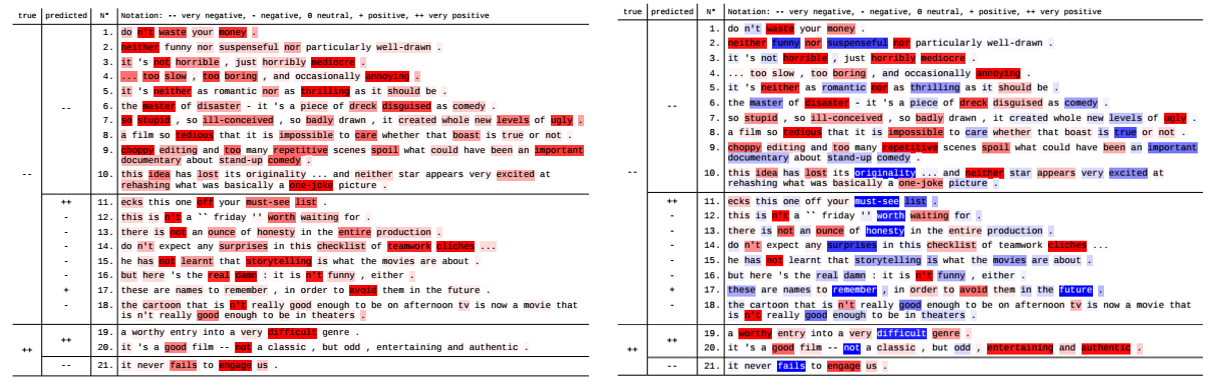 true predicted N° Notation: -- very negative, - negative, 0 neutral, + positive, ++ very positive
1. do n't waste your money .
2. neither funny nor suspenseful nor particularly well-drawn .
3. it 's not horrible , just horribly mediocre .
4. ... too slow , too boring , and occasionally annoying .
5. it 's neither as romantic nor as thrilling as it should be .
-- 6. the master of disaster - it 's a piece of dreck disguised as comedy .
7. so stupid , so ill-conceived , so badly drawn , it created whole new levels of ugly .
8. a film so tedious that it is impossible to care whether that boast is true or not .
9. choppy editing and too many repetitive scenes spoil what could have been an important
documentary about stand-up comedy .
-- 10. this idea has lost its originality ... and neither star appears very excited at
rehashing what was basically a one-joke picture .
++ 11. ecks this one off your must-see list .
- 12. this is n't a `` friday '' worth waiting for .
- 13. there is not an ounce of honesty in the entire production .
- 14. do n't expect any surprises in this checklist of teamwork cliches ...
- 15. he has not learnt that storytelling is what the movies are about .
- 16. but here 's the real damn : it is n't funny , either .
+ 17. these are names to remember , in order to avoid them in the future .
- 18. the cartoon that is n't really good enough to be on afternoon tv is now a movie that
is n't really good enough to be in theaters .
19. a worthy entry into a very difficult genre .
++
++ 20. it 's a good film -- not a classic , but odd , entertaining and authentic .
-- 21. it never fails to engage us .
true predicted N° Notation: -- very negative, - negative, 0 neutral, + positive, ++ very positive
1. do n't waste your money .
2. neither funny nor suspenseful nor particularly well-drawn .
3. it 's not horrible , just horribly mediocre .
4. ... too slow , too boring , and occasionally annoying .
5. it 's neither as romantic nor as thrilling as it should be .
-- 6. the master of disaster - it 's a piece of dreck disguised as comedy .
7. so stupid , so ill-conceived , so badly drawn , it created whole new levels of ugly .
8. a film so tedious that it is impossible to care whether that boast is true or not .
9. choppy editing and too many repetitive scenes spoil what could have been an important
documentary about stand-up comedy .
-- 10. this idea has lost its originality ... and neither star appears very excited at
rehashing what was basically a one-joke picture .
++ 11. ecks this one off your must-see list .
- 12. this is n't a `` friday '' worth waiting for .
- 13. there is not an ounce of honesty in the entire production .
- 14. do n't expect any surprises in this checklist of teamwork cliches ...
- 15. he has not learnt that storytelling is what the movies are about .
- 16. but here 's the real damn : it is n't funny , either .
+ 17. these are names to remember , in order to avoid them in the future .
- 18. the cartoon that is n't really good enough to be on afternoon tv is now a movie that
is n't really good enough to be in theaters .
19. a worthy entry into a very difficult genre .
++
++ 20. it 's a good film -- not a classic , but odd , entertaining and authentic .
-- 21. it never fails to engage us .